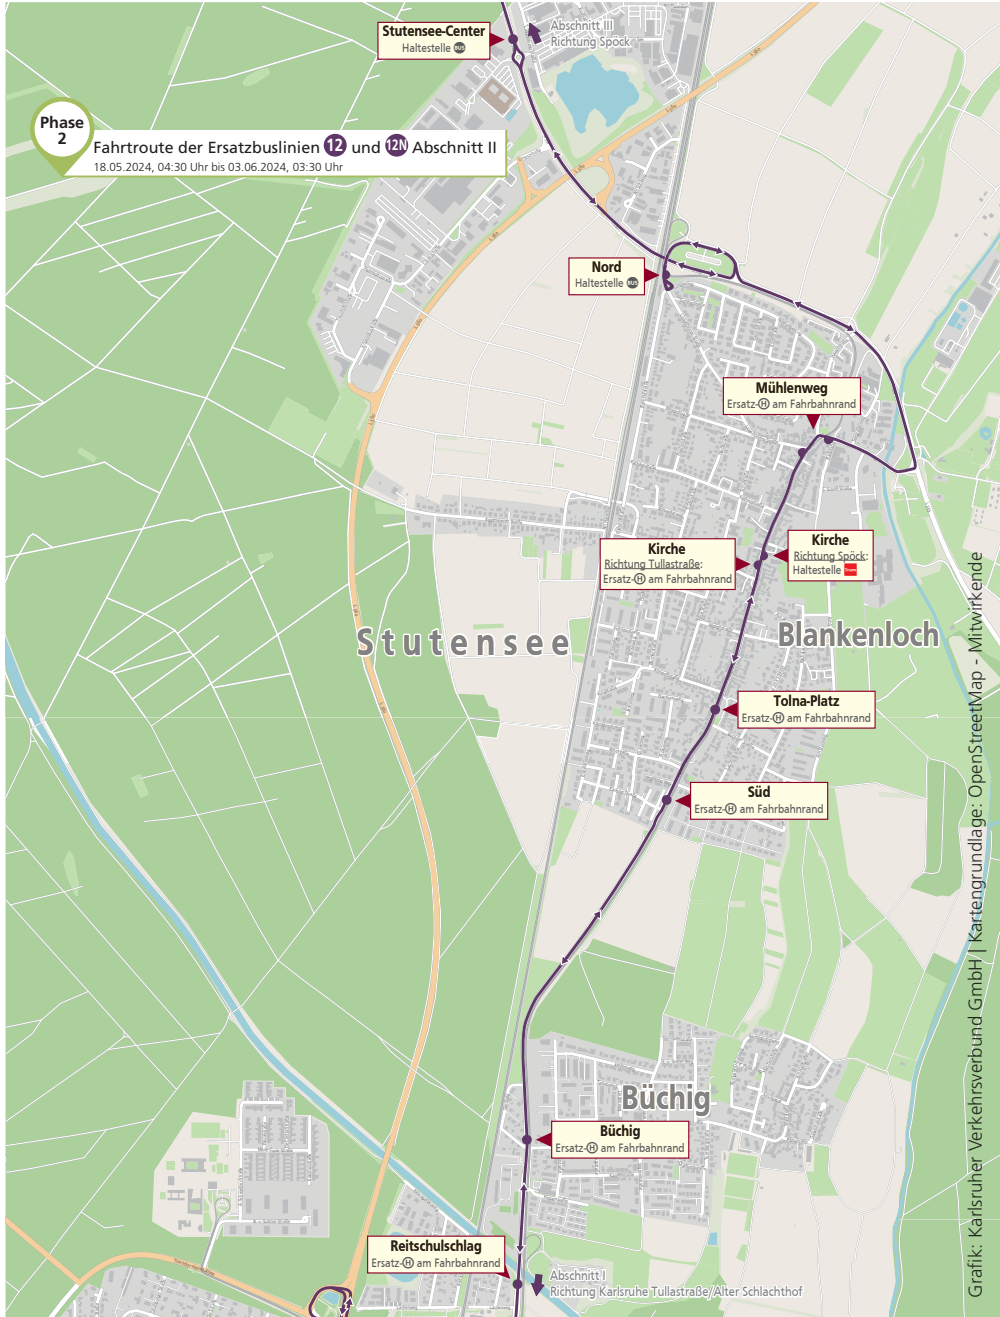 Stutensee-Center
Haltestelle BUS
Abschnitt III
Richtung Spöck
Phase
2
Fahrtroute der Ersatzbuslinien 12 und 12N Abschnitt II
18.05.2024, 04:30 Uhr bis 03.06.2024, 03:30 Uhr
Nord
Haltestelle BUS
Mühlenweg
Ersatz-H am Fahrbahnrand
Kirche
Richtung Tullastraße:
Ersatz-H am Fahrbahnrand
Kirche
Richtung Spöck:
Haltestelle Tram
Stutensee
Blankenloch
Tolna-Platz
Ersatz-H am Fahrbahnrand
Süd
Ersatz-H am Fahrbahnrand
Büchig
Büchig
Ersatz-H am Fahrbahnrand
Reitschulschlag
Ersatz-H am Fahrbahnrand
Abschnitt I
Richtung Karlsruhe Tullastraße/Alter Schlachthof
Grafik: Karlsruher Verkehrsverbund GmbH | Kartengrundlage: OpenStreetMap - Mitwirkende